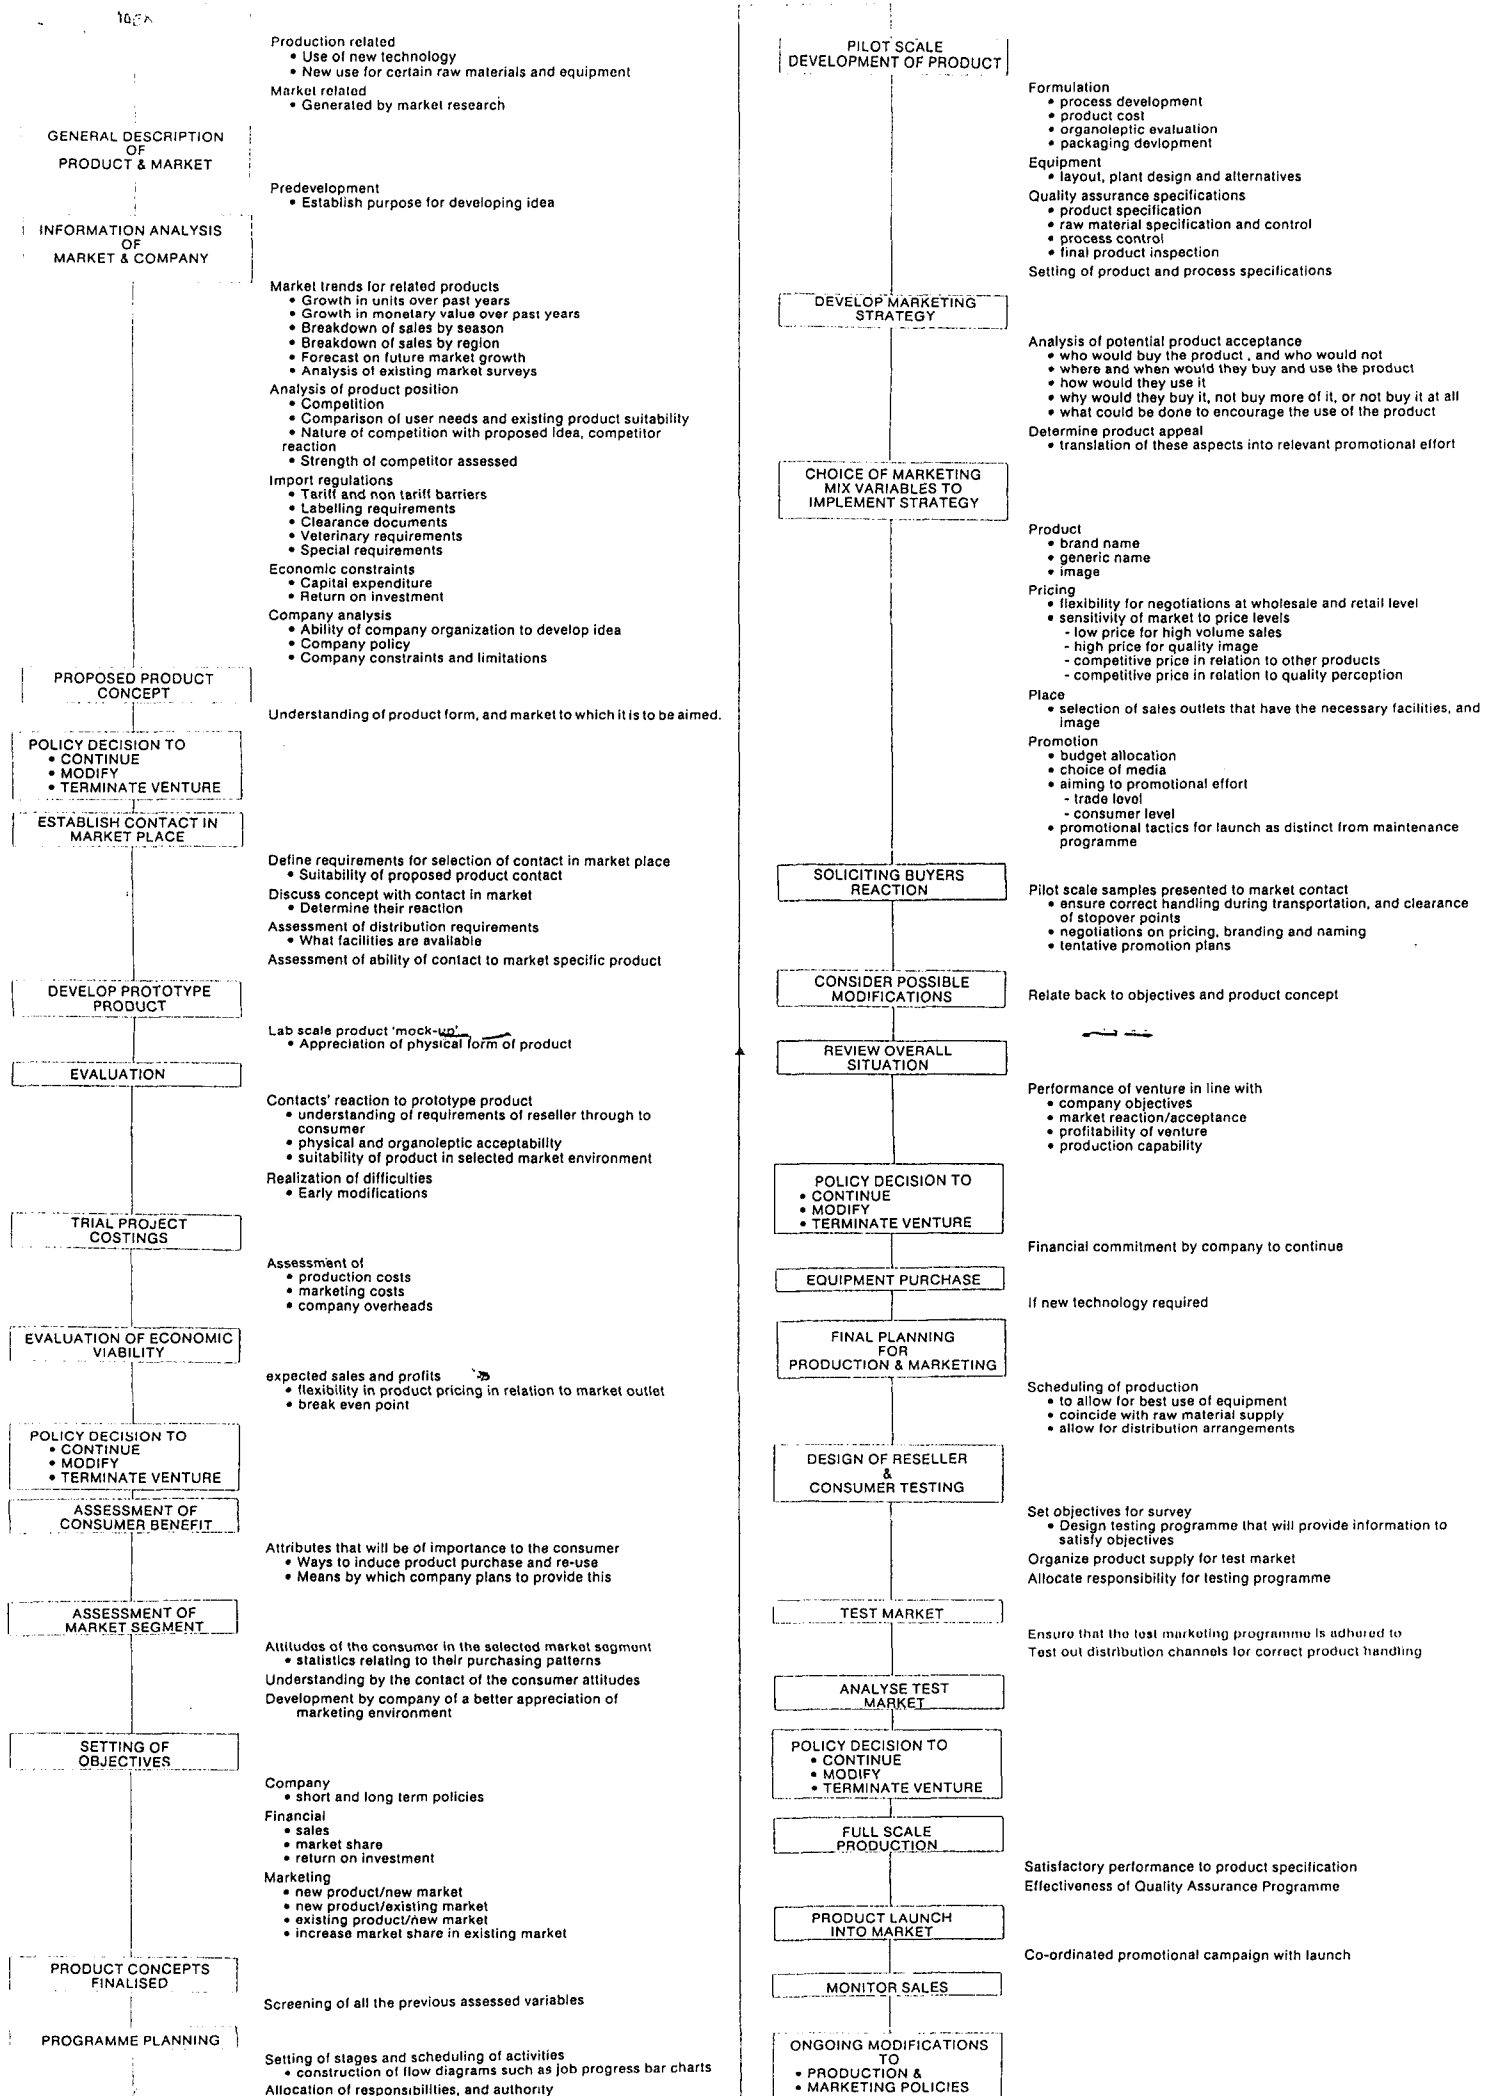 IDEA
Production related
• Use of new technology
• New use for certain raw materials and equipment
Market related
• Generated by market research
GENERAL DESCRIPTION
OF
PRODUCT & MARKET
Predevelopment
• Establish purpose for developing idea
INFORMATION ANALYSIS
OF
MARKET & COMPANY
Market trends for related products
• Growth in units over past years
• Growth in monetary value over past years
• Breakdown of sales by season
• Breakdown of sales by region
• Forecast on future market growth
• Analysis of existing market surveys
Analysis of product position
• Competition
• Comparison of user needs and existing product suitability
• Nature of competition with proposed idea, competitor
reaction
• Strength of competitor assessed
Import regulations
• Tariff and non tariff barriers
• Labelling requirements
• Clearance documents
• Veterinary requirements
• Special requirements
Economic constraints
• Capital expenditure
• Return on investment
Company analysis
• Ability of company organization to develop idea
• Company policy
• Company constraints and limitations
PROPOSED PRODUCT
CONCEPT
Understanding of product form, and market to which it is to be aimed.
POLICY DECISION TO
• CONTINUE
• MODIFY
• TERMINATE VENTURE
ESTABLISH CONTACT IN
MARKET PLACE
Define requirements for selection of contact in market place
• Suitability of proposed product contact
Discuss concept with contact in market
• Determine their reaction
Assessment of distribution requirements
• What facilities are available
Assessment of ability of contact to market specific product
DEVELOP PROTOTYPE
PRODUCT
Lab scale product 'mock-up'
• Appreciation of physical form of product
EVALUATION
Contacts' reaction to prototype product
• understanding of requirements of reseller through to
consumer
• physical and organoleptic acceptability
• suitability of product in selected market environment
Realization of difficulties
• Early modifications
TRIAL PROJECT
COSTINGS
Assessment of
• production costs
• marketing costs
• company overheads
EVALUATION OF ECONOMIC
VIABILITY
expected sales and profits
• flexibility in product pricing in relation to market outlet
• break even point
POLICY DECISION TO
• CONTINUE
• MODIFY
• TERMINATE VENTURE
ASSESSMENT OF
CONSUMER BENEFIT
Attributes that will be of importance to the consumer
• Ways to induce product purchase and re-use
• Means by which company plans to provide this
ASSESSMENT OF
MARKET SEGMENT
Attitudes of the consumer in the selected market segment
• statistics relating to their purchasing patterns
Understanding by the contact of the consumer attitudes
Development by company of a better appreciation of
marketing environment
SETTING OF
OBJECTIVES
Company
• short and long term policies
Financial
• sales
• market share
• return on investment
Marketing
• new product/new market
• new product/existing market
• existing product/new market
• increase market share in existing market
PRODUCT CONCEPTS
FINALISED
Screening of all the previous assessed variables
PROGRAMME PLANNING
Setting of stages and scheduling of activities
• construction of flow diagrams such as job progress bar charts
Allocation of responsibilities, and authority
PILOT SCALE
DEVELOPMENT OF PRODUCT
Formulation
• process development
• product cost
• organoleptic evaluation
• packaging devlopment
Equipment
• layout, plant design and alternatives
Quality assurance specifications
• product specification
• raw material specification and control
• process control
• final product inspection
Setting of product and process specifications
DEVELOP MARKETING
STRATEGY
Analysis of potential product acceptance
• who would buy the product, and who would not
• where and when would they buy and use the product
• how would they use it
• why would they buy it, not buy more of it, or not buy it at all
• what could be done to encourage the use of the product
Determine product appeal
• translation of these aspects into relevant promotional effort
CHOICE OF MARKETING
MIX VARIABLES TO
IMPLEMENT STRATEGY
Product
• brand name
• generic name
• image
Pricing
• flexibility for negotiations at wholesale and retail level
• sensitivity of market to price levels
- low price for high volume sales
- high price for quality image
- competitive price in relation to other products
- competitive price in relation to quality perception
Place
• selection of sales outlets that have the necessary facilities, and
image
Promotion
• budget allocation
• choice of media
• aiming to promotional effort
- trade level
- consumer level
• promotional tactics for launch as distinct from maintenance
programme
SOLICITING BUYERS
REACTION
Pilot scale samples presented to market contact
• ensure correct handling during transportation, and clearance
of stopover points
• negotiations on pricing, branding and naming
• tentative promotion plans
CONSIDER POSSIBLE
MODIFICATIONS
Relate back to objectives and product concept
REVIEW OVERALL
SITUATION
Performance of venture in line with
• company objectives
• market reaction/acceptance
• profitability of venture
• production capability
POLICY DECISION TO
• CONTINUE
• MODIFY
• TERMINATE VENTURE
Financial commitment by company to continue
EQUIPMENT PURCHASE
If new technology required
FINAL PLANNING
FOR
PRODUCTION & MARKETING
Scheduling of production
• to allow for best use of equipment
• coincide with raw material supply
• allow for distribution arrangements
DESIGN OF RESELLER
&
CONSUMER TESTING
Set objectives for survey
• Design testing programme that will provide information to
satisfy objectives
Organize product supply for test market
Allocate responsibility for testing programme
TEST MARKET
Ensure that the test marketing programme is adhered to
Test out distribution channels for correct product handling
ANALYSE TEST
MARKET
POLICY DECISION TO
• CONTINUE
• MODIFY
• TERMINATE VENTURE
FULL SCALE
PRODUCTION
Satisfactory performance to product specification
Effectiveness of Quality Assurance Programme
PRODUCT LAUNCH
INTO MARKET
Co-ordinated promotional campaign with launch
MONITOR SALES
ONGOING MODIFICATIONS
TO
• PRODUCTION &
• MARKETING POLICIES